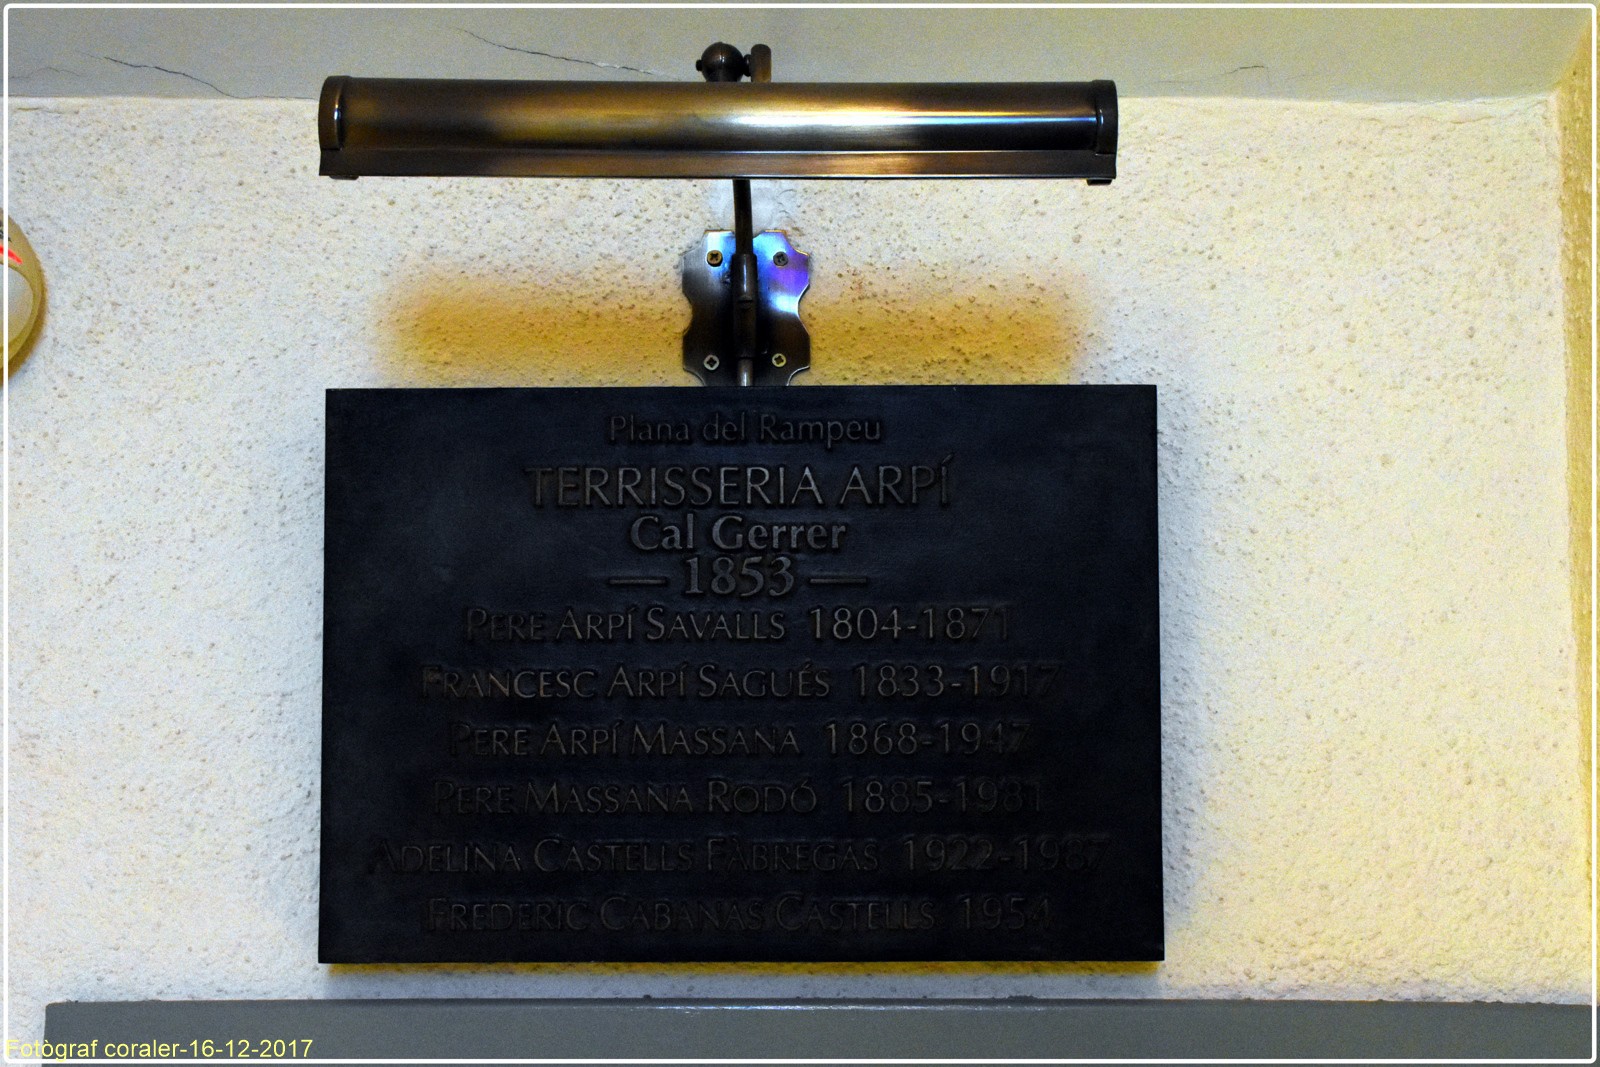 Plana del Rampeu
TERRISSERIA ARPÍ
Cal Gerrer
— 1853 —
PERE ARPÍ SAVALLS 1804-1871
FRANCESC ARPÍ SAGUÉS 1833-1917
PERE ARPÍ MASSANA 1868-1947
PERE MASSANA RODÓ 1885-1981
ADELINA CASTELLS FÀBREGAS 1922-1987
FREDERIC CABANAS CASTELLS 1954
Fotògraf coraler-16-12-2017